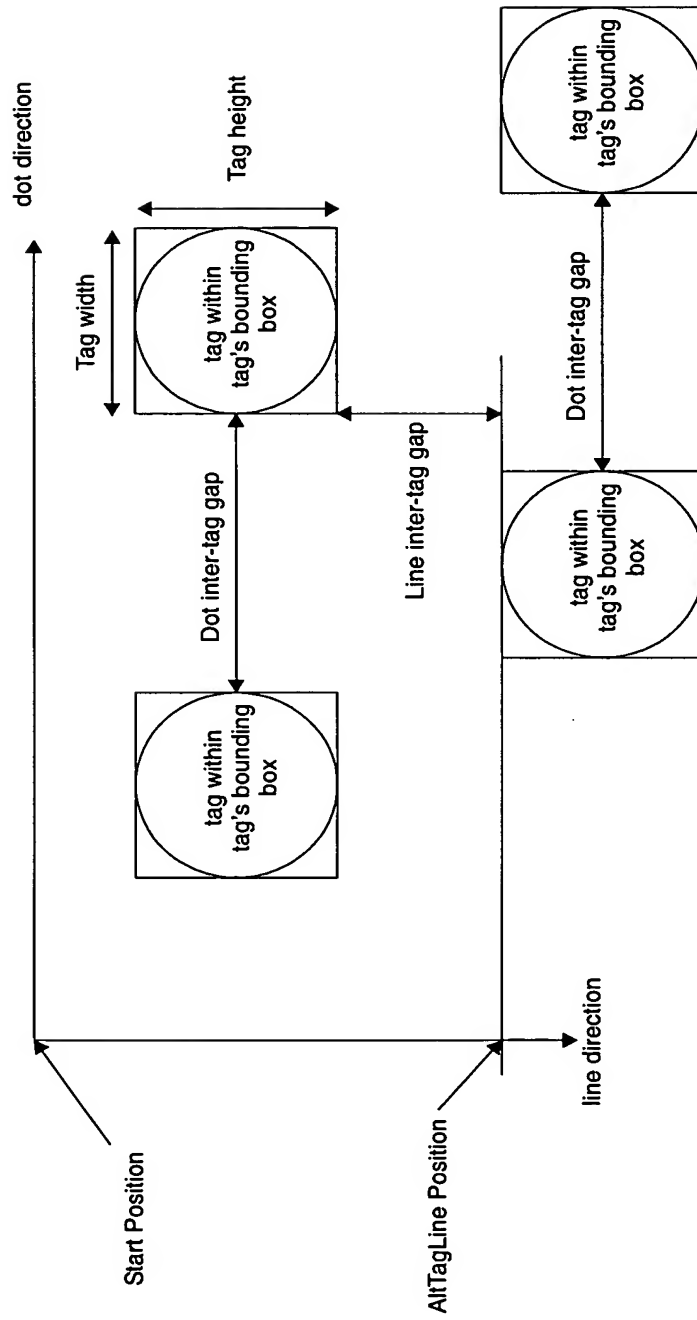 dot direction
Tag width
Tag height
tag within
tag's bounding
box
Dot inter-tag gap
tag within
tag's bounding
box
Start Position
Line inter-tag gap
AltTagLine Position
line direction
tag within
tag's bounding
box
Dot inter-tag gap
tag within
tag's bounding
box